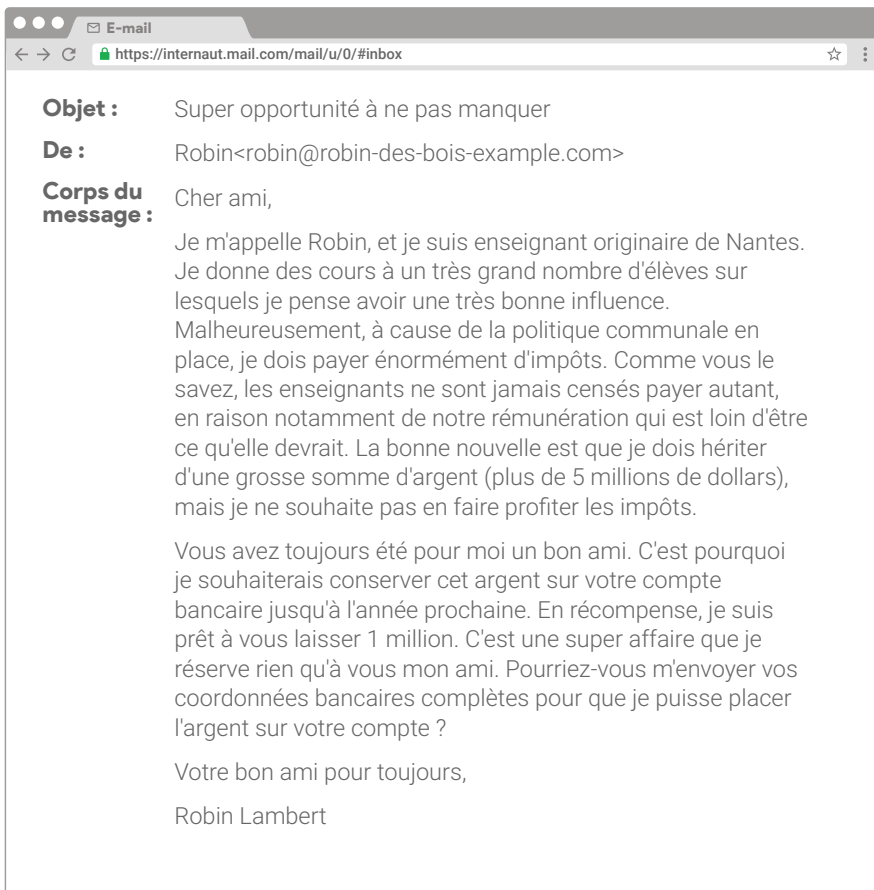 E-mail
https://internaut.mail.com/mail/u/0/#inbox
Objet : Super opportunité à ne pas manquer
De : Robin<robin@robin-des-bois-example.com>
Corps du
message :
Cher ami,
Je m'appelle Robin, et je suis enseignant originaire de Nantes.
Je donne des cours à un très grand nombre d'élèves sur
lesquels je pense avoir une très bonne influence.
Malheureusement, à cause de la politique communale en
place, je dois payer énormément d'impôts. Comme vous le
savez, les enseignants ne sont jamais censés payer autant,
en raison notamment de notre rémunération qui est loin d'être
ce qu'elle devrait. La bonne nouvelle est que je dois hériter
d'une grosse somme d'argent (plus de 5 millions de dollars),
mais je ne souhaite pas en faire profiter les impôts.
Vous avez toujours été pour moi un bon ami. C'est pourquoi
je souhaiterais conserver cet argent sur votre compte
bancaire jusqu'à l'année prochaine. En récompense, je suis
prêt à vous laisser 1 million. C'est une super affaire que je
réserve rien qu'à vous mon ami. Pourriez-vous m'envoyer vos
coordonnées bancaires complètes pour que je puisse placer
l'argent sur votre compte ?
Votre bon ami pour toujours,
Robin Lambert